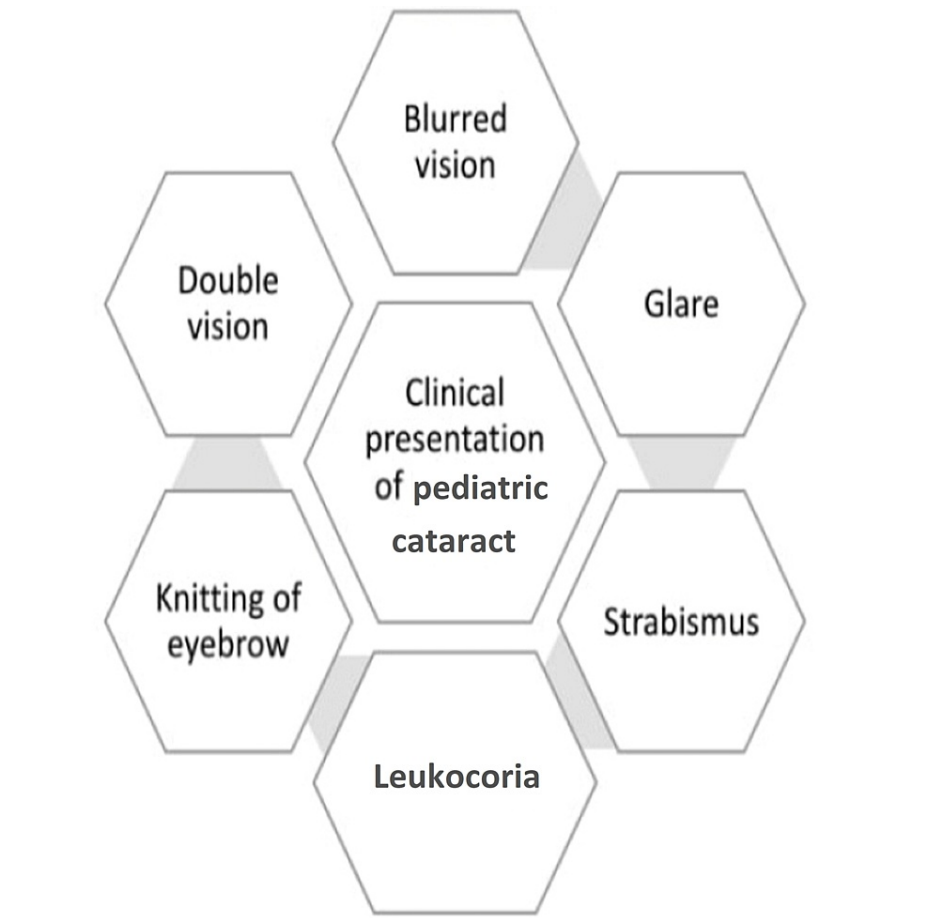 Blurred
vision
Glare
Strabismus
Leukocoria
Knitting of
eyebrow
Double
vision
Clinical
presentation
of pediatric
cataract